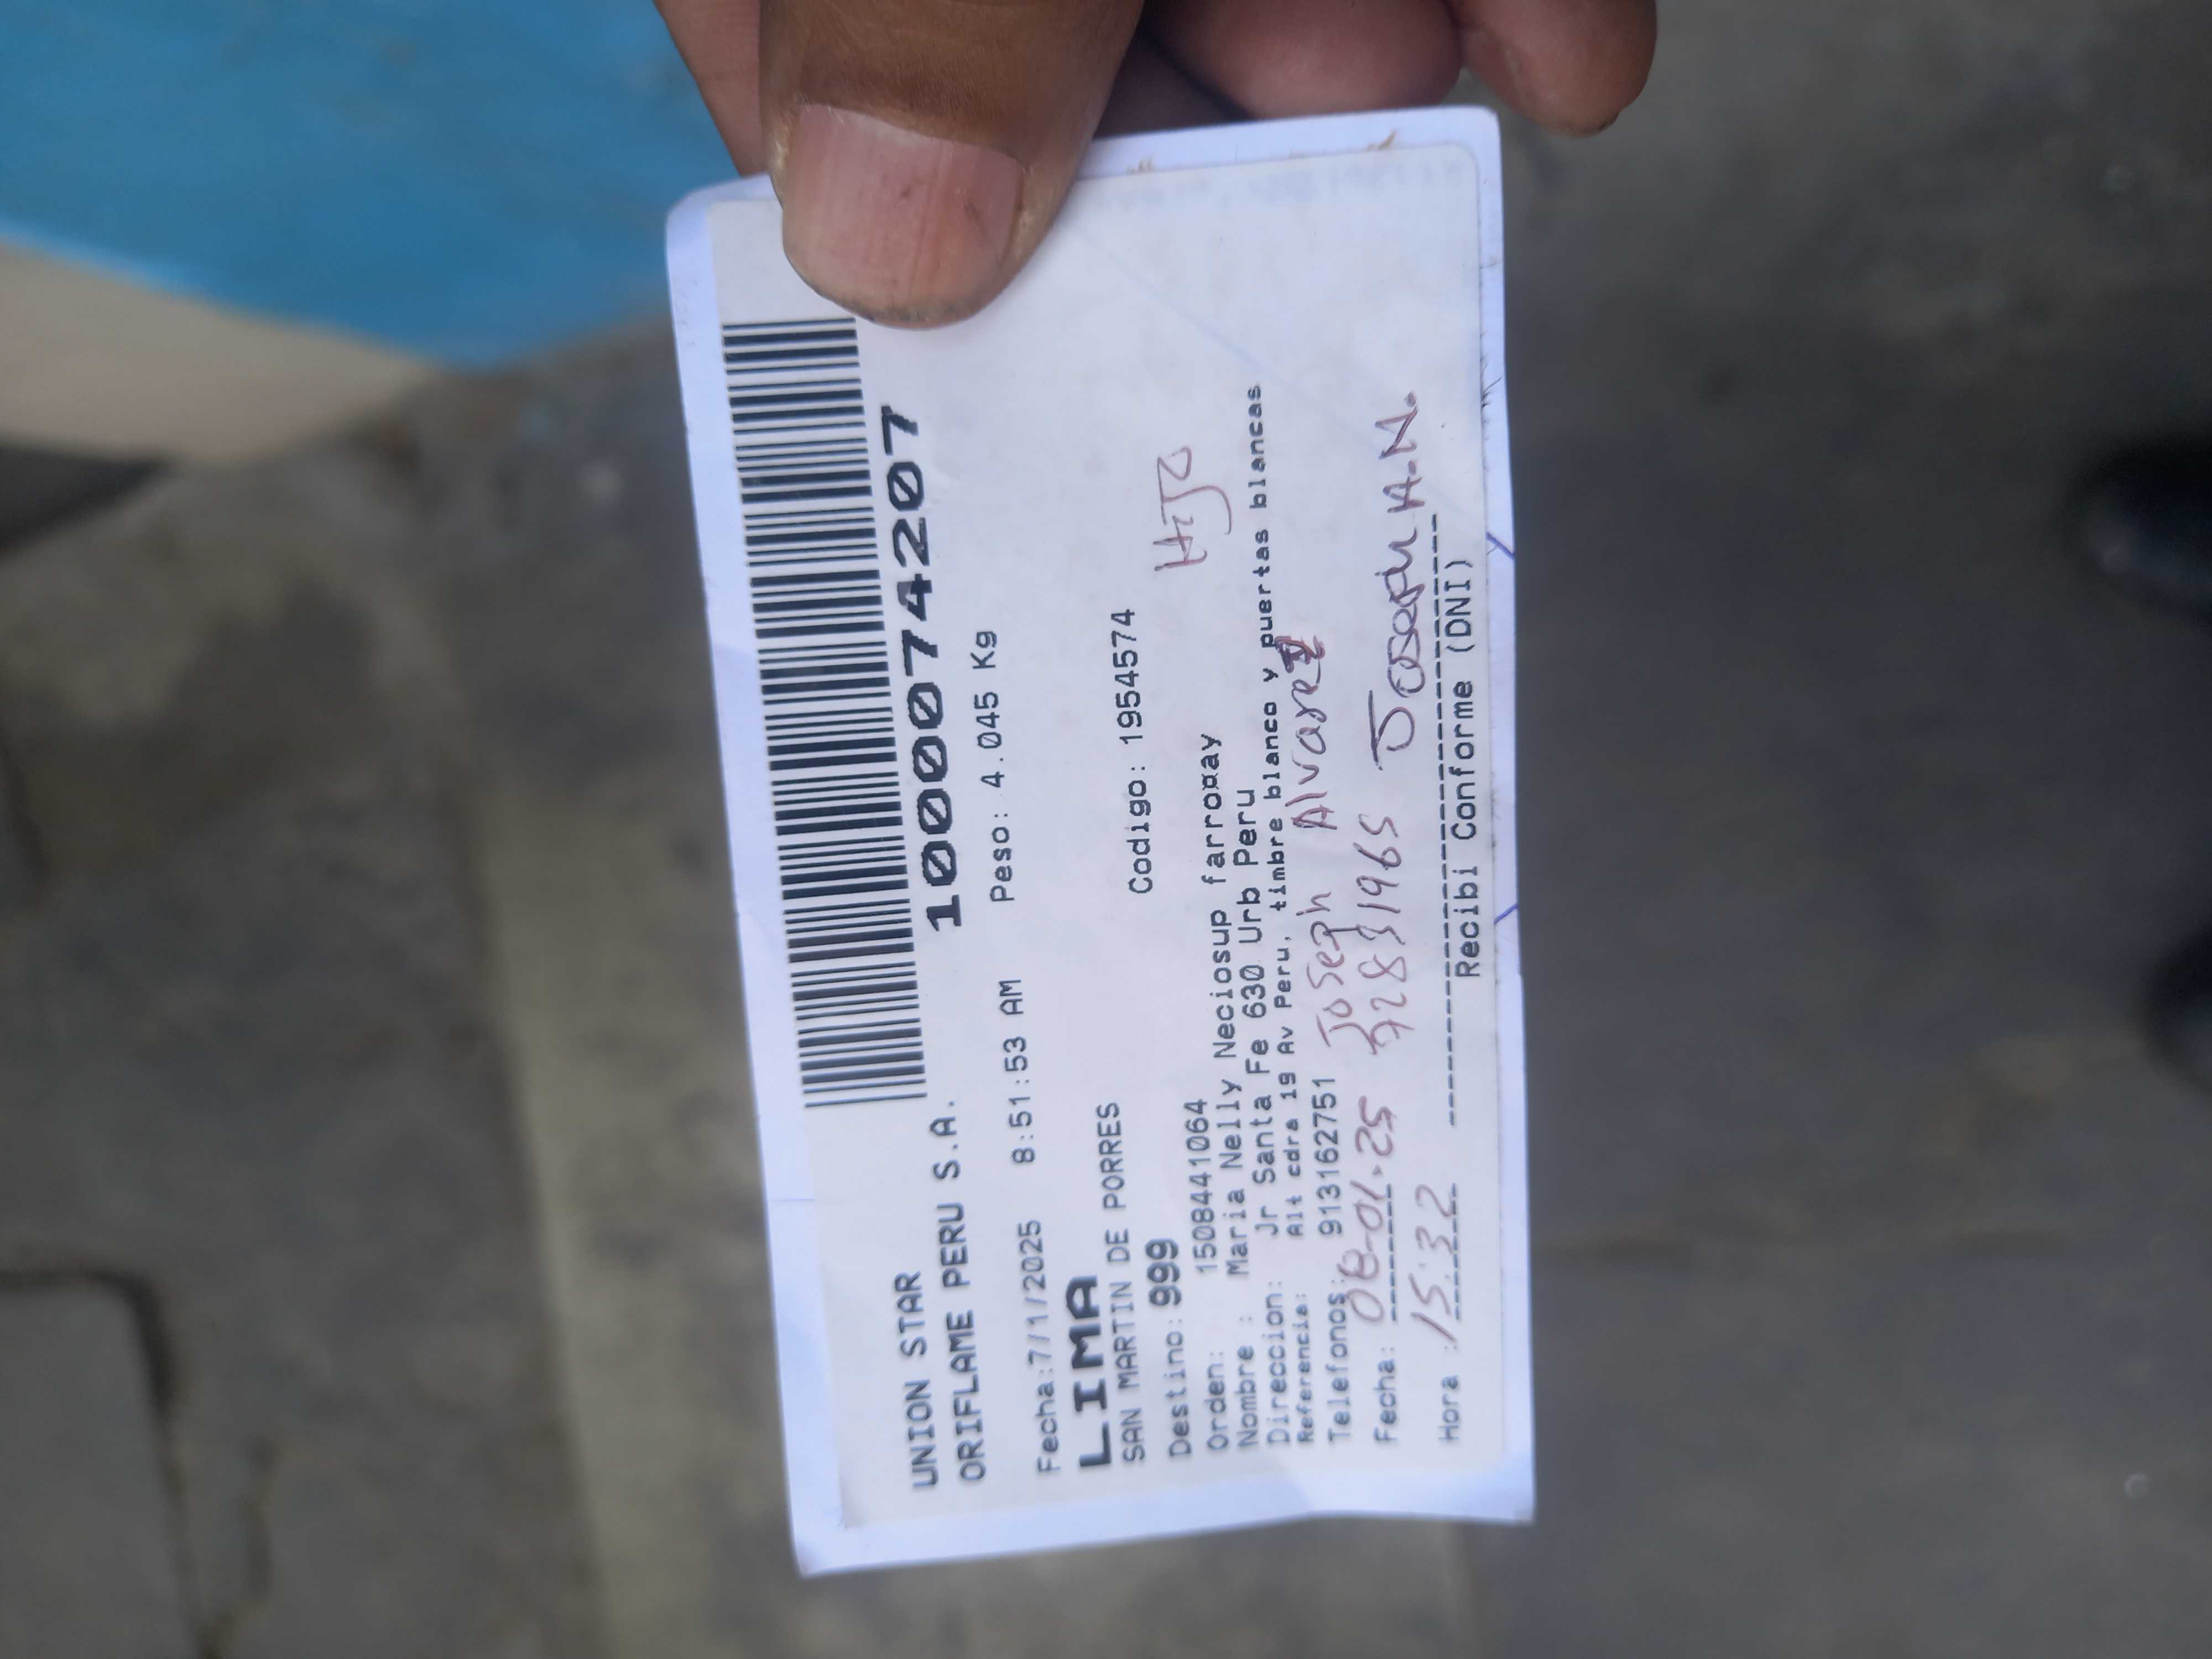 UNION STAR
ORIFLAME PERU S.A.
1000074207
Fecha:7/1/2025 8:51:53 AM Peso: 4.045 Kg
LIMA
SAN MARTIN DE PORRES
Destino: 999 Codigo: 1954574
Orden: 1508441064 Hijo
Nombre : Maria Nelly Neciosup farroñay
Direccion: Jr Santa Fe 630 Urb Peru
Referencia: Alt cdra 19 Av Peru, timbre blanco y puertas blancas
Telefonos: 913162751 Joseph Alvarez
Fecha: 08-01-25 72831965 Joseph A.N.
Hora : 15:32
Recibi Conforme (DNI)